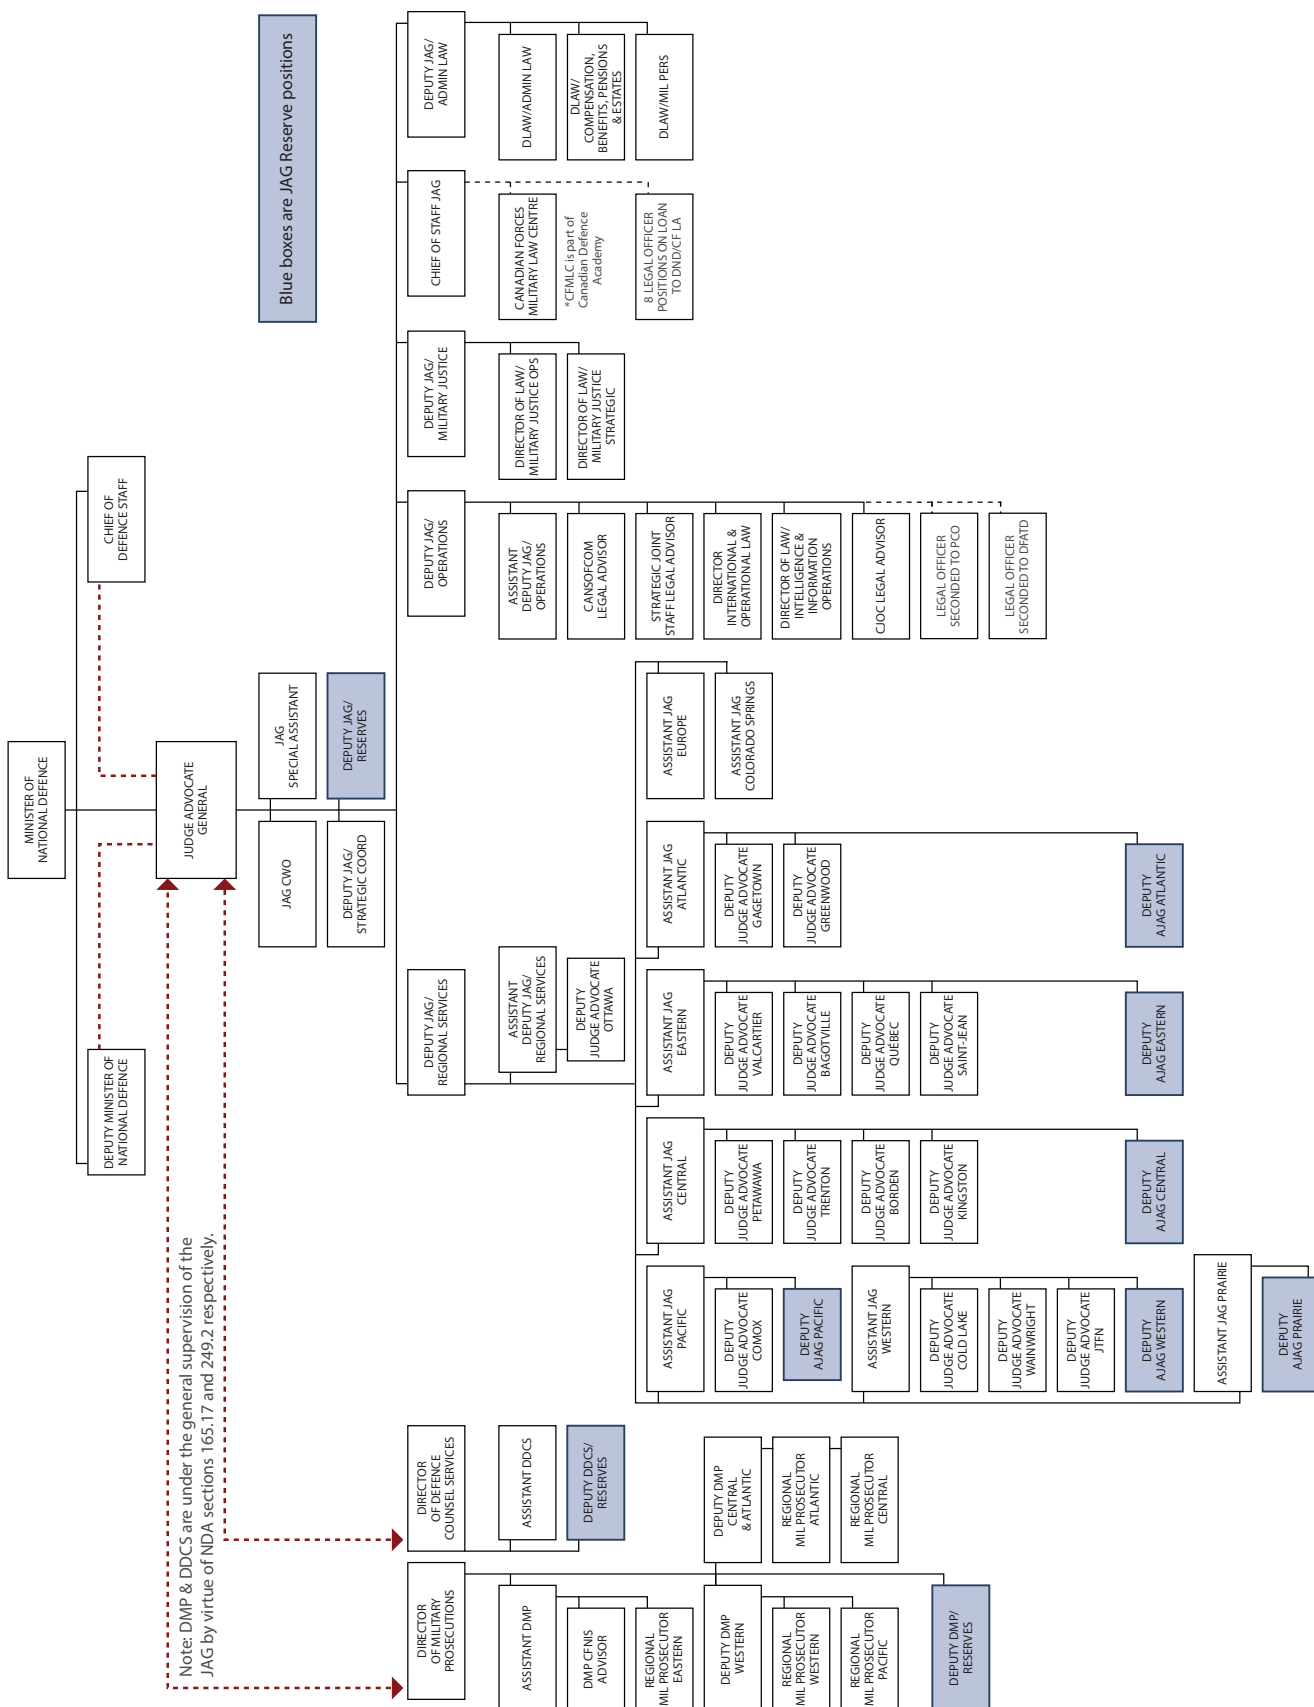 MINISTER OF
NATIONAL DEFENCE
DEPUTY MINISTER OF
NATIONAL DEFENCE
CHIEF OF
DEFENCE STAFF
JUDGE ADVOCATE
GENERAL
Note: DMP & DDCS are under the general supervision of the
JAG by virtue of NDA sections 165.17 and 249.2 respectively.
JAG CWO
JAG
SPECIAL ASSISTANT
DEPUTY JAG/
STRATEGIC COORD
DEPUTY JAG/
RESERVES
Blue boxes are JAG Reserve positions
DIRECTOR
OF MILITARY
PROSECUTIONS
ASSISTANT DMP
DMP CFNIS
ADVISOR
REGIONAL
MIL PROSECUTOR
EASTERN
DEPUTY DMP
WESTERN
REGIONAL
MIL PROSECUTOR
WESTERN
REGIONAL
MIL PROSECUTOR
PACIFIC
DEPUTY DMP/
RESERVES
DEPUTY DMP
CENTRAL
& ATLANTIC
REGIONAL
MIL PROSECUTOR
ATLANTIC
REGIONAL
MIL PROSECUTOR
CENTRAL
DIRECTOR
OF DEFENCE
COUNSEL SERVICES
ASSISTANT DDCS
DEPUTY DDCS/
RESERVES
DEPUTY JAG/
REGIONAL SERVICES
ASSISTANT
DEPUTY JAG/
REGIONAL SERVICES
DEPUTY
JUDGE ADVOCATE
OTTAWA
ASSISTANT JAG
PACIFIC
DEPUTY
JUDGE ADVOCATE
COMOX
DEPUTY
AJAG PACIFIC
ASSISTANT JAG
WESTERN
DEPUTY
JUDGE ADVOCATE
COLD LAKE
DEPUTY
JUDGE ADVOCATE
WAINWRIGHT
DEPUTY
JUDGE ADVOCATE
JTFN
DEPUTY
AJAG WESTERN
ASSISTANT JAG PRAIRIE
DEPUTY
AJAG PRAIRIE
ASSISTANT JAG
CENTRAL
DEPUTY
JUDGE ADVOCATE
PETAWAWA
DEPUTY
JUDGE ADVOCATE
TRENTON
DEPUTY
JUDGE ADVOCATE
BORDEN
DEPUTY
JUDGE ADVOCATE
KINGSTON
DEPUTY
AJAG CENTRAL
ASSISTANT JAG
EASTERN
DEPUTY
JUDGE ADVOCATE
VALCARTIER
DEPUTY
JUDGE ADVOCATE
BAGOTVILLE
DEPUTY
JUDGE ADVOCATE
QUÉBEC
DEPUTY
JUDGE ADVOCATE
SAINT-JEAN
DEPUTY
AJAG EASTERN
ASSISTANT JAG
ATLANTIC
DEPUTY
JUDGE ADVOCATE
GAGETOWN
DEPUTY
JUDGE ADVOCATE
GREENWOOD
DEPUTY
AJAG ATLANTIC
ASSISTANT JAG
EUROPE
ASSISTANT JAG
COLORADO SPRINGS
DEPUTY JAG/
OPERATIONS
ASSISTANT
DEPUTY JAG/
OPERATIONS
CANSOFCOM
LEGAL ADVISOR
STRATEGIC JOINT
STAFF LEGAL ADVISOR
DIRECTOR
INTERNATIONAL &
OPERATIONAL LAW
DIRECTOR OF LAW/
INTELLIGENCE &
INFORMATION
OPERATIONS
CJOC LEGAL ADVISOR
LEGAL OFFICER
SECONDED TO PCO
LEGAL OFFICER
SECONDED TO DFATD
DEPUTY JAG/
MILITARY JUSTICE
DIRECTOR OF LAW/
MILITARY JUSTICE OPS
DIRECTOR OF LAW/
MILITARY JUSTICE
STRATEGIC
CHIEF OF STAFF JAG
CANADIAN FORCES
MILITARY LAW CENTRE
*CFMLC is part of
Canadian Defence
Academy
8 LEGAL OFFICER
POSITIONS ON LOAN
TO DND/CF LA
DEPUTY JAG/
ADMIN LAW
DLAW/ADMIN LAW
DLAW/
COMPENSATION,
BENEFITS, PENSIONS
& ESTATES
DLAW/MIL PERS